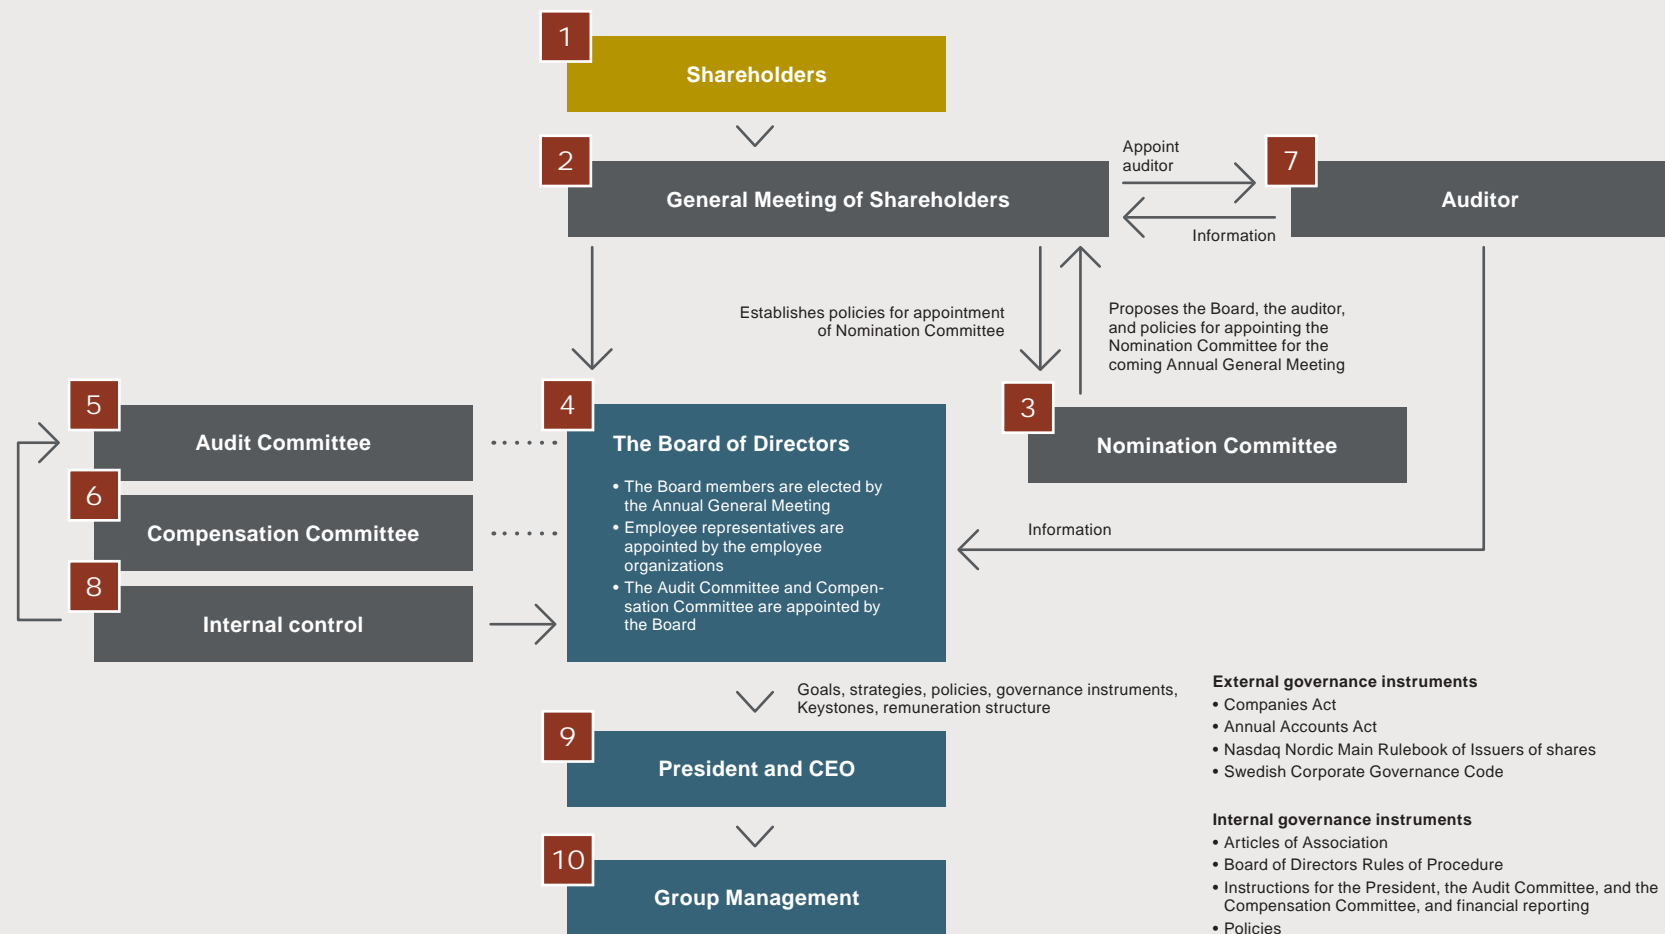 1
Shareholders
2
General Meeting of Shareholders
Appoint
auditor
7
Auditor
Information
Establishes policies for appointment
of Nomination Committee
Proposes the Board, the auditor,
and policies for appointing the
Nomination Committee for the
coming Annual General Meeting
5
Audit Committee
4
The Board of Directors
• The Board members are elected by
the Annual General Meeting
• Employee representatives are
appointed by the employee
organizations
• The Audit Committee and Compen-
sation Committee are appointed by
the Board
3
Nomination Committee
6
Compensation Committee
Information
8
Internal control
Goals, strategies, policies, governance instruments,
Keystones, remuneration structure
9
President and CEO
10
Group Management
External governance instruments
• Companies Act
• Annual Accounts Act
• Nasdaq Nordic Main Rulebook of Issuers of shares
• Swedish Corporate Governance Code
Internal governance instruments
• Articles of Association
• Board of Directors Rules of Procedure
• Instructions for the President, the Audit Committee, and the
Compensation Committee, and financial reporting
• Policies